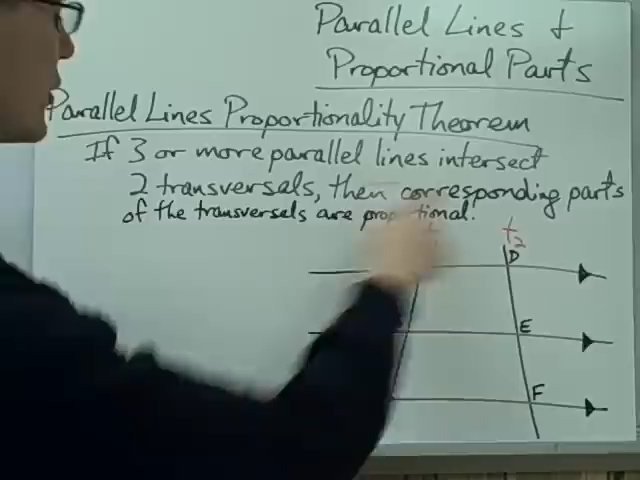 Parallel Lines &
Proportional Parts
Parallel Lines Proportionality Theorem
If 3 or more parallel lines intersect
2 transversals, then corresponding parts
of the transversals are proportional.
t2
D
E
F